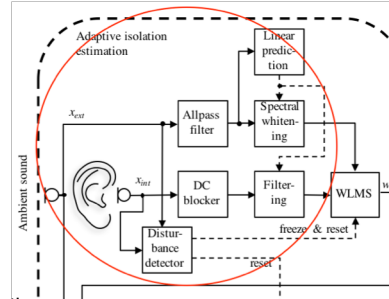 Adaptive isolation
estimation
Linear
predic-
tion
x_ext
Allpass
filter
Spectral
whiten-
ing
Ambient sound
x_int
DC
blocker
Filter-
ing
WLMS
w
freeze & reset
Distur-
bance
detector
reset